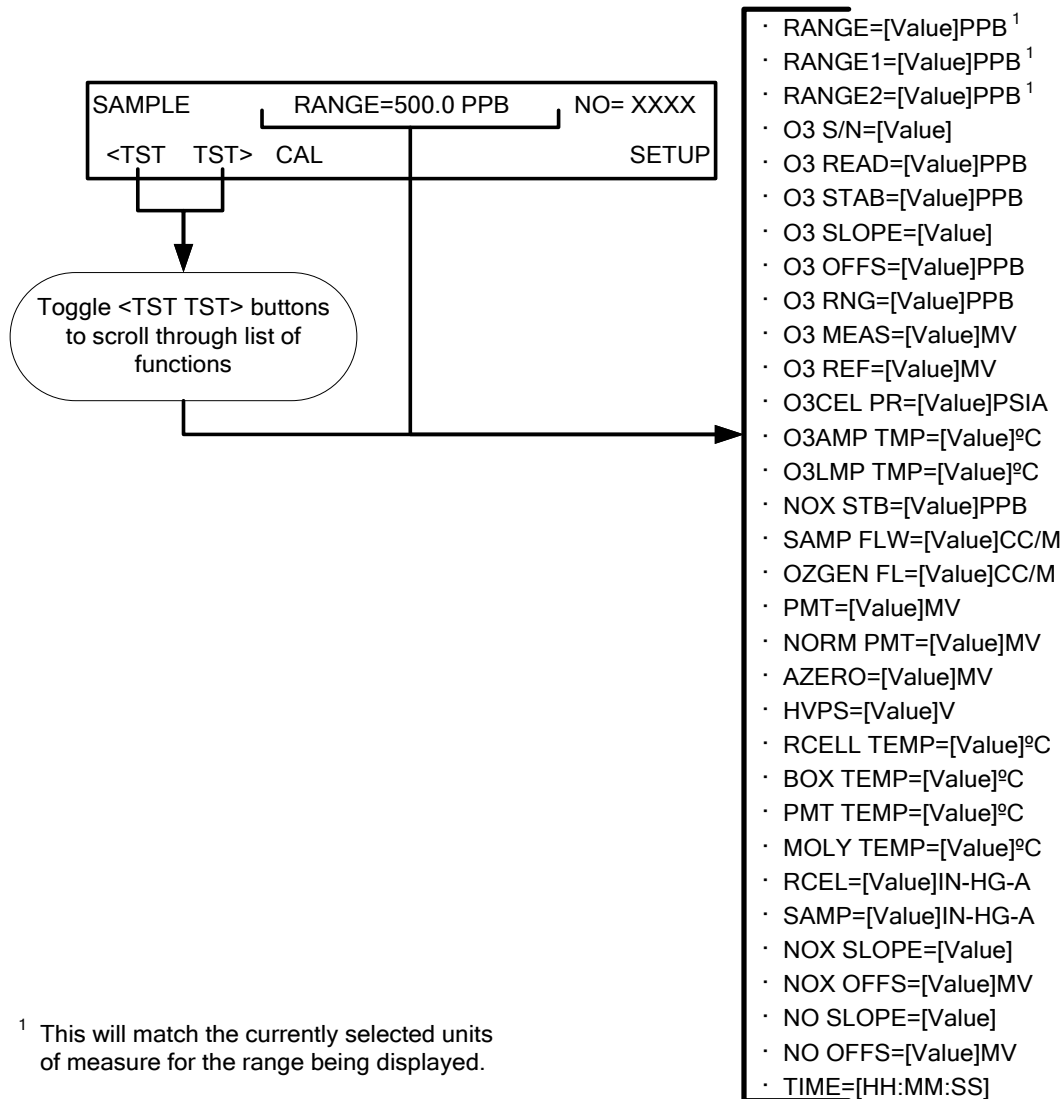 SAMPLE RANGE=500.0 PPB NO= XXXX
<TST TST> CAL SETUP
Toggle <TST TST> buttons
to scroll through list of
functions
· RANGE=[Value]PPB 1
· RANGE1=[Value]PPB 1
· RANGE2=[Value]PPB 1
· O3 S/N=[Value]
· O3 READ=[Value]PPB
· O3 STAB=[Value]PPB
· O3 SLOPE=[Value]
· O3 OFFS=[Value]PPB
· O3 RNG=[Value]PPB
· O3 MEAS=[Value]MV
· O3 REF=[Value]MV
· O3CEL PR=[Value]PSIA
· O3AMP TMP=[Value]ºC
· O3LMP TMP=[Value]ºC
· NOX STB=[Value]PPB
· SAMP FLW=[Value]CC/M
· OZGEN FL=[Value]CC/M
· PMT=[Value]MV
· NORM PMT=[Value]MV
· AZERO=[Value]MV
· HVPS=[Value]V
· RCELL TEMP=[Value]ºC
· BOX TEMP=[Value]ºC
· PMT TEMP=[Value]ºC
· MOLY TEMP=[Value]ºC
· RCEL=[Value]IN-HG-A
· SAMP=[Value]IN-HG-A
· NOX SLOPE=[Value]
· NOX OFFS=[Value]MV
· NO SLOPE=[Value]
· NO OFFS=[Value]MV
· TIME=[HH:MM:SS]
1 This will match the currently selected units
of measure for the range being displayed.